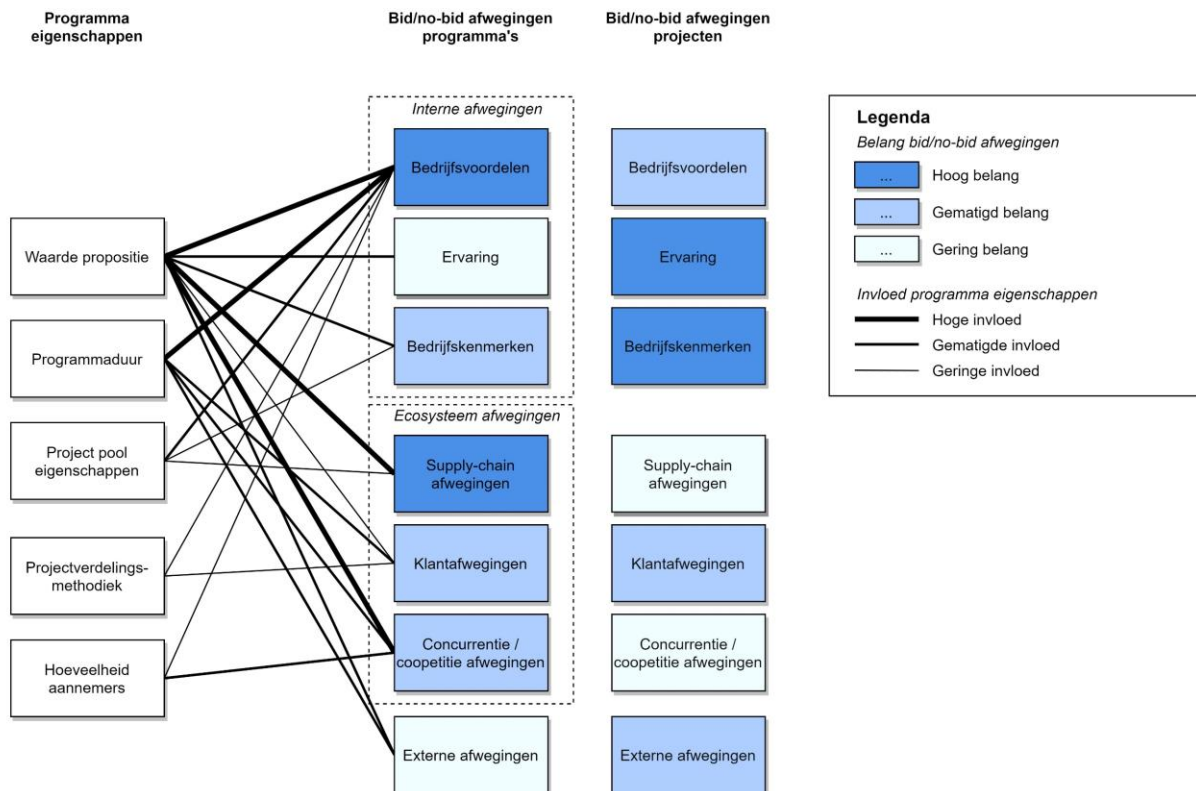 Programma
eigenschappen
Bid/no-bid afwegingen
programma's
Bid/no-bid afwegingen
projecten
Waarde propositie
Programmaduur
Project pool
eigenschappen
Projectverdelings-
methodiek
Hoeveelheid
aannemers
Interne afwegingen
Bedrijfsvoordelen
Ervaring
Bedrijfskenmerken
Ecosysteem afwegingen
Supply-chain
afwegingen
Klantafwegingen
Concurrentie /
coopetitie afwegingen
Externe afwegingen
Bedrijfsvoordelen
Ervaring
Bedrijfskenmerken
Supply-chain
afwegingen
Klantafwegingen
Concurrentie /
coopetitie afwegingen
Externe afwegingen
Legenda
Belang bid/no-bid afwegingen
... Hoog belang
... Gematigd belang
... Gering belang
Invloed programma eigenschappen
Hoge invloed
Gematigde invloed
Geringe invloed